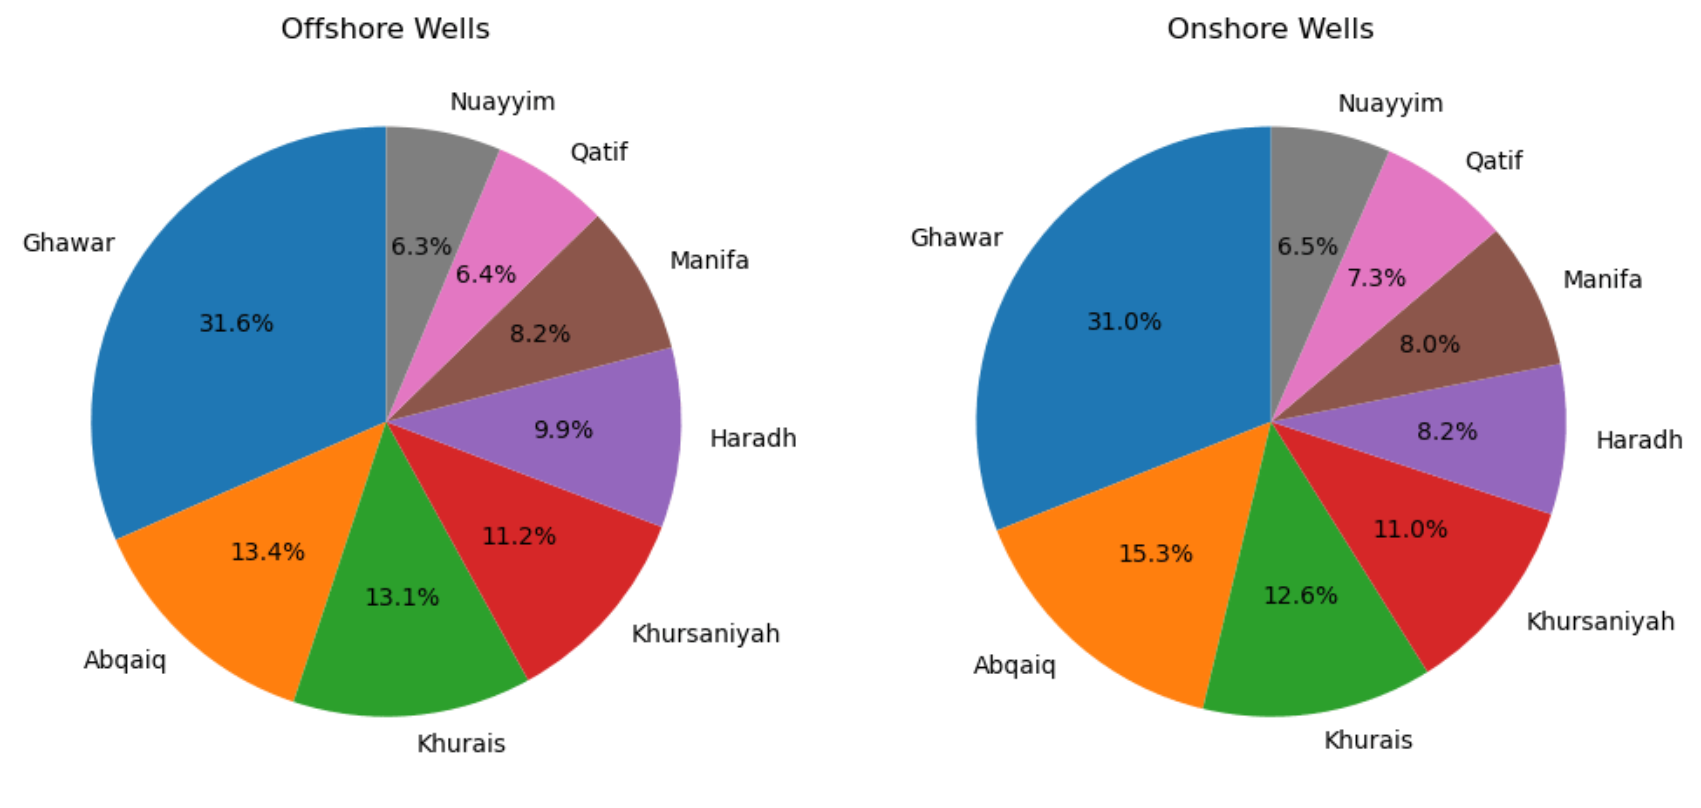 Offshore Wells
Nuayyim
Qatif
Manifa
Haradh
Khursaniyah
Khurais
Abqaiq
Ghawar
6.3%
6.4%
8.2%
9.9%
11.2%
13.1%
13.4%
31.6%
Onshore Wells
Nuayyim
Qatif
Manifa
Haradh
Khursaniyah
Khurais
Abqaiq
Ghawar
6.5%
7.3%
8.0%
8.2%
11.0%
12.6%
15.3%
31.0%